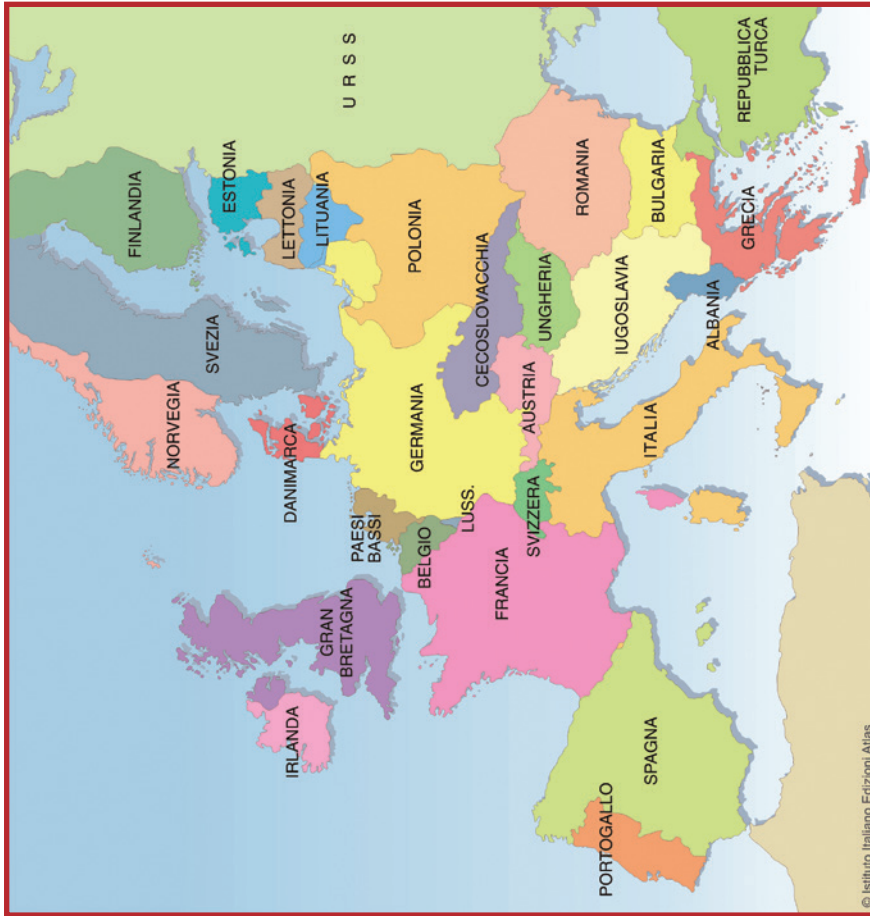 NORVEGIA
SVEZIA
FINLANDIA
URSS
ESTONIA
LETTONIA
LITUANIA
DANIMARCA
IRLANDA
GRAN
BRETAGNA
PAESI
BASSI
BELGIO
LUSS.
GERMANIA
POLONIA
CECOSLOVACCHIA
FRANCIA
SVIZZERA
AUSTRIA
UNGHERIA
ROMANIA
IUGOSLAVIA
BULGARIA
PORTOGALLO
SPAGNA
ITALIA
ALBANIA
GRECIA
REPUBBLICA
TURCA
© Istituto Italiano Edizioni Atlas